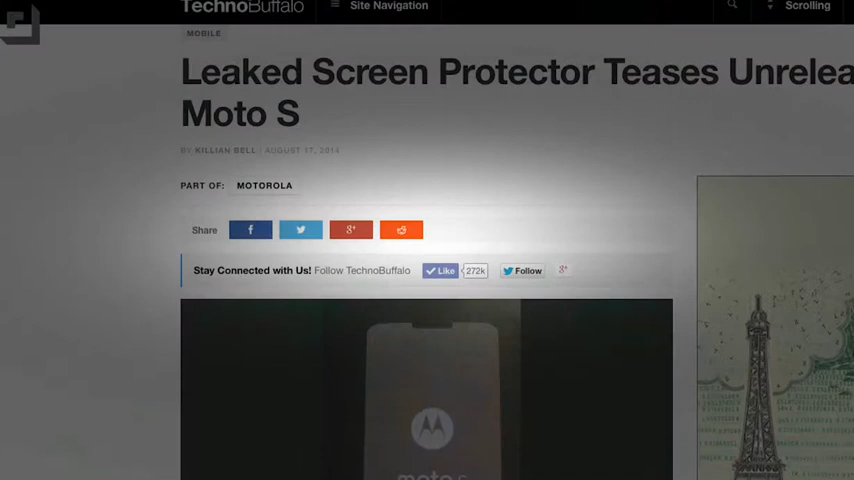 TechnoBuffalo
Site Navigation
Scrolling
MOBILE
Leaked Screen Protector Teases Unrelea
Moto S
BY KILLIAN BELL / AUGUST 17, 2014
PART OF: MOTOROLA
Share
Stay Connected with Us! Follow TechnoBuffalo
Like
272k
Follow
moto s